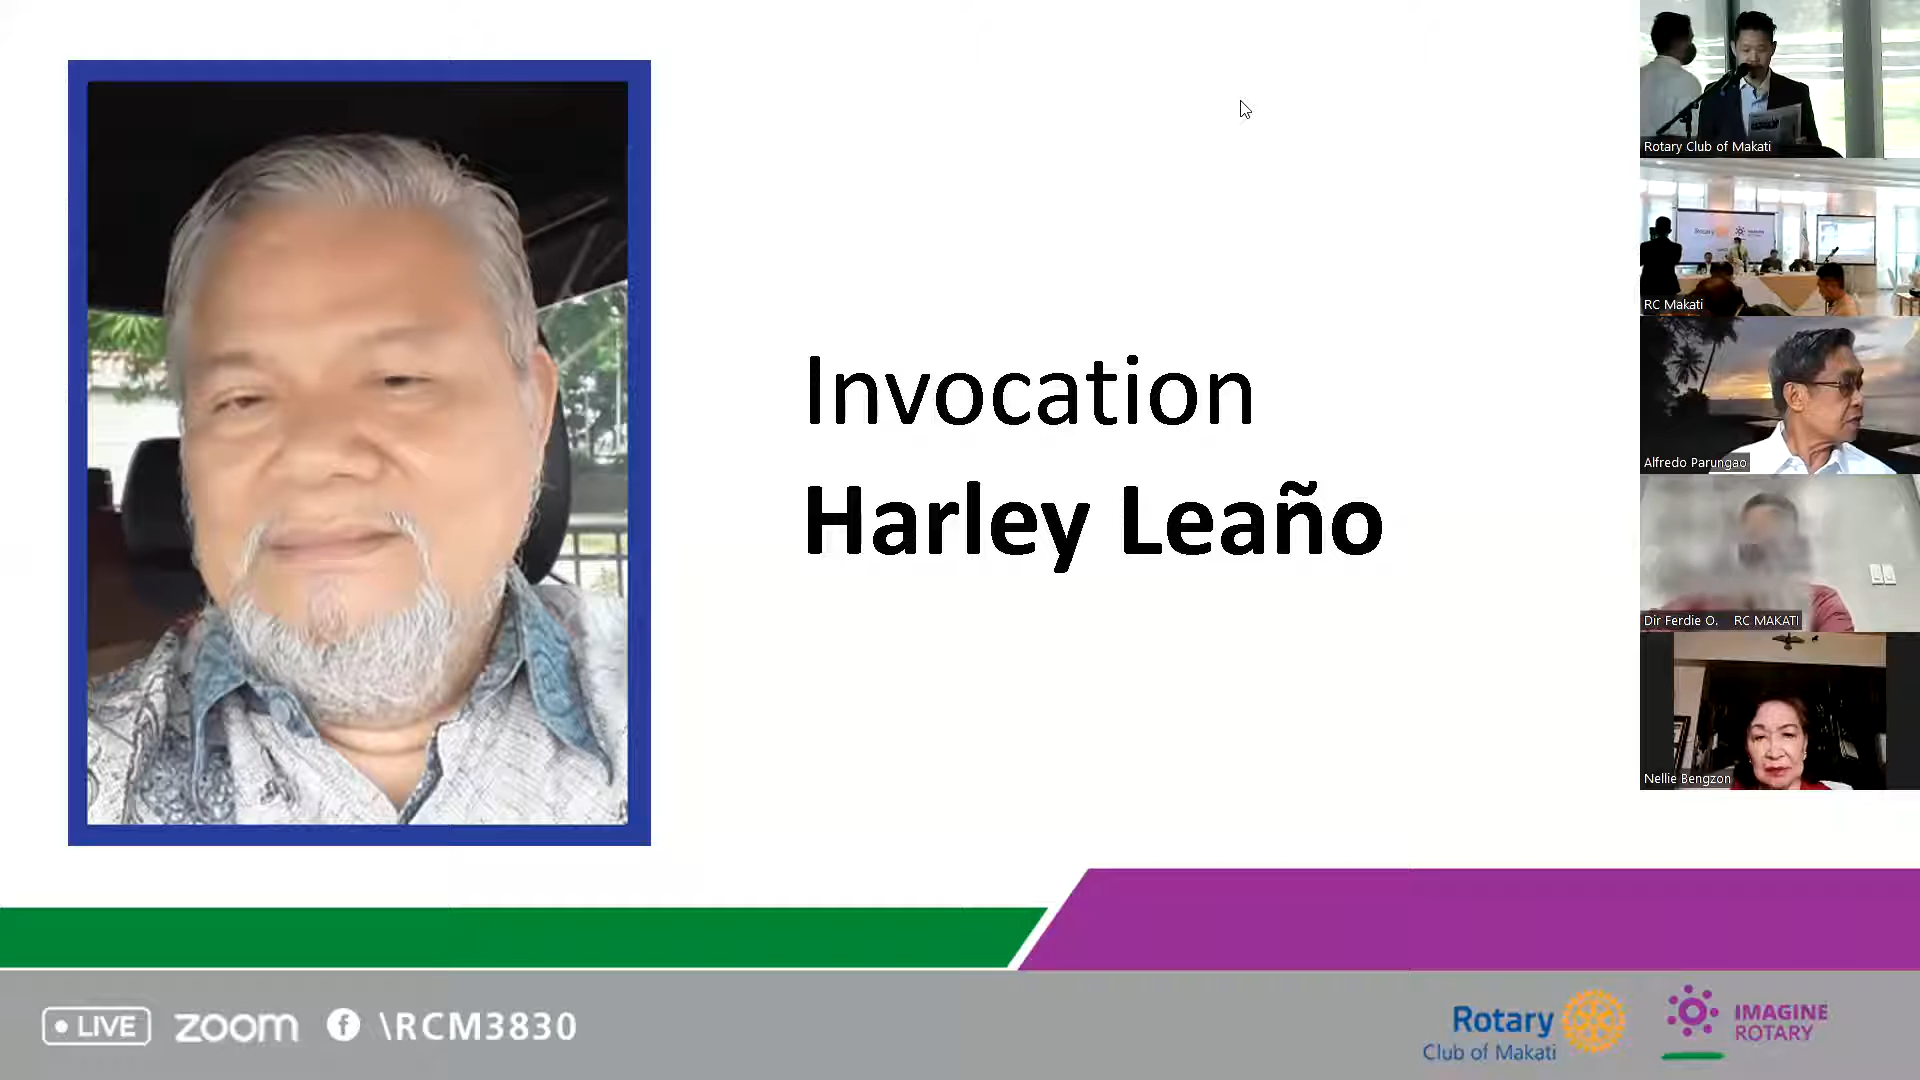 Invocation
Harley Leaño
Rotary Club of Makati
RC Makati
Rotary
Alfredo Parungao
Dir Ferdie O. RC MAKATI
Nellie Bengzon
LIVE zoom \RCM3830
Rotary
Club of Makati
IMAGINE
ROTARY